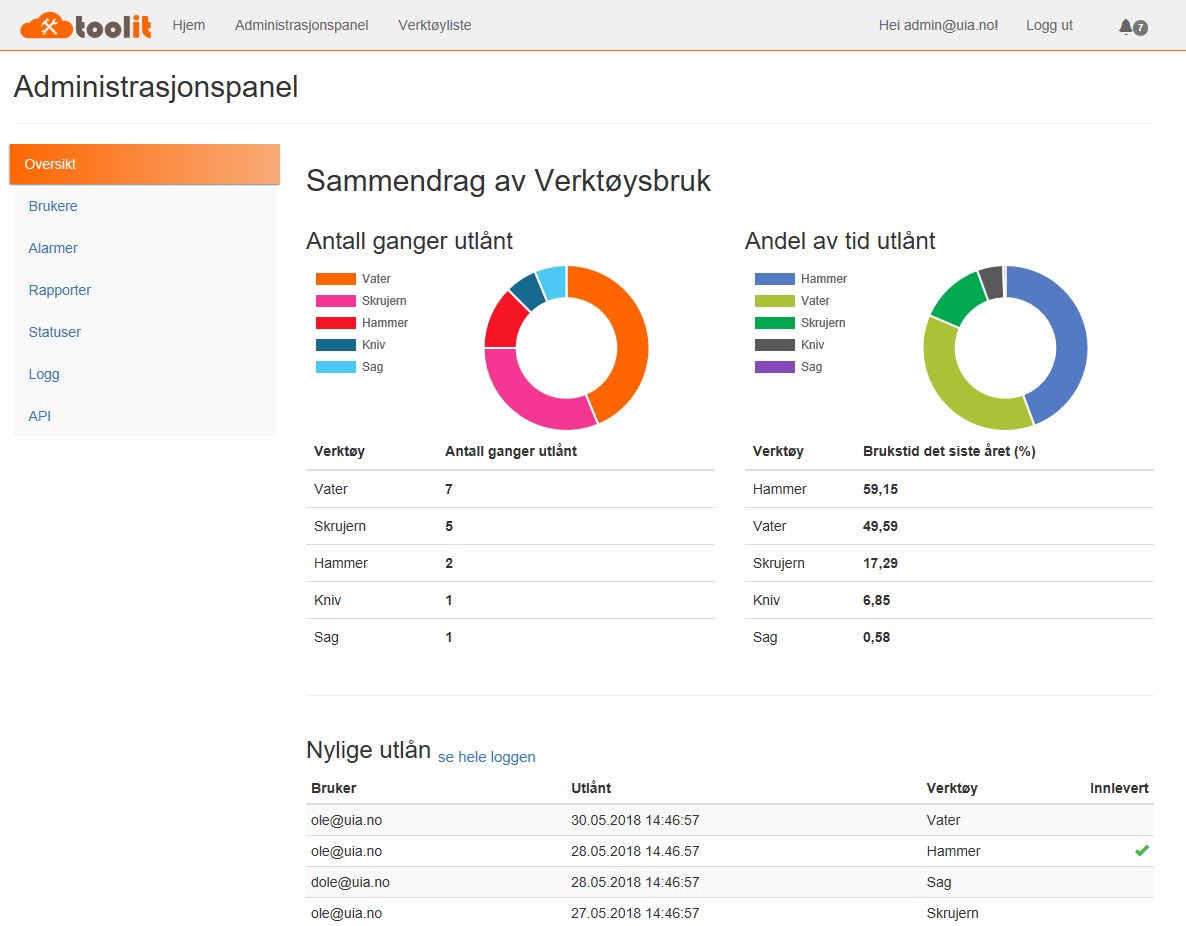 toolit Hjem Administrasjonspanel Verktøyliste Hei admin@uia.no! Logg ut 7
Administrasjonspanel
Oversikt
Brukere
Alarmer
Rapporter
Statuser
Logg
API
Sammendrag av Verktøysbruk
Antall ganger utlånt
Vater
Skrujern
Hammer
Kniv
Sag
Verktøy Antall ganger utlånt
Vater 7
Skrujern 5
Hammer 2
Kniv 1
Sag 1
Andel av tid utlånt
Hammer
Vater
Skrujern
Kniv
Sag
Verktøy Brukstid det siste året (%)
Hammer 59,15
Vater 49,59
Skrujern 17,29
Kniv 6,85
Sag 0,58
Nylige utlån se hele loggen
Bruker Utlånt Verktøy Innlevert
ole@uia.no 30.05.2018 14:46:57 Vater
ole@uia.no 28.05.2018 14.46.57 Hammer
dole@uia.no 28.05.2018 14:46:57 Sag
ole@uia.no 27.05.2018 14:46:57 Skrujern